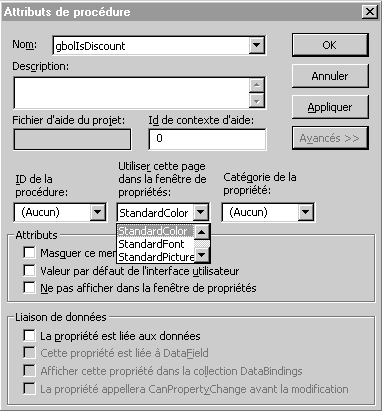 Attributs de procédure
Nom:
gbolIsDiscount
OK
Description:
Annuler
Fichier d'aide du projet:
Id de contexte d'aide:
Appliquer
0
Avancés >>
ID de la procédure:
Utiliser cette page dans la fenêtre de propriétés:
Catégorie de la propriété:
(Aucun)
StandardColor
(Aucun)
StandardColor
StandardFont
StandardPicture
Attributs
Masquer ce mem
Valeur par défaut de l'interface utilisateur
Ne pas afficher dans la fenêtre de propriétés
Liaison de données
La propriété est liée aux données
Cette propriété est liée à DataField
Afficher cette propriété dans la collection DataBindings
La propriété appellera CanPropertyChange avant la modification